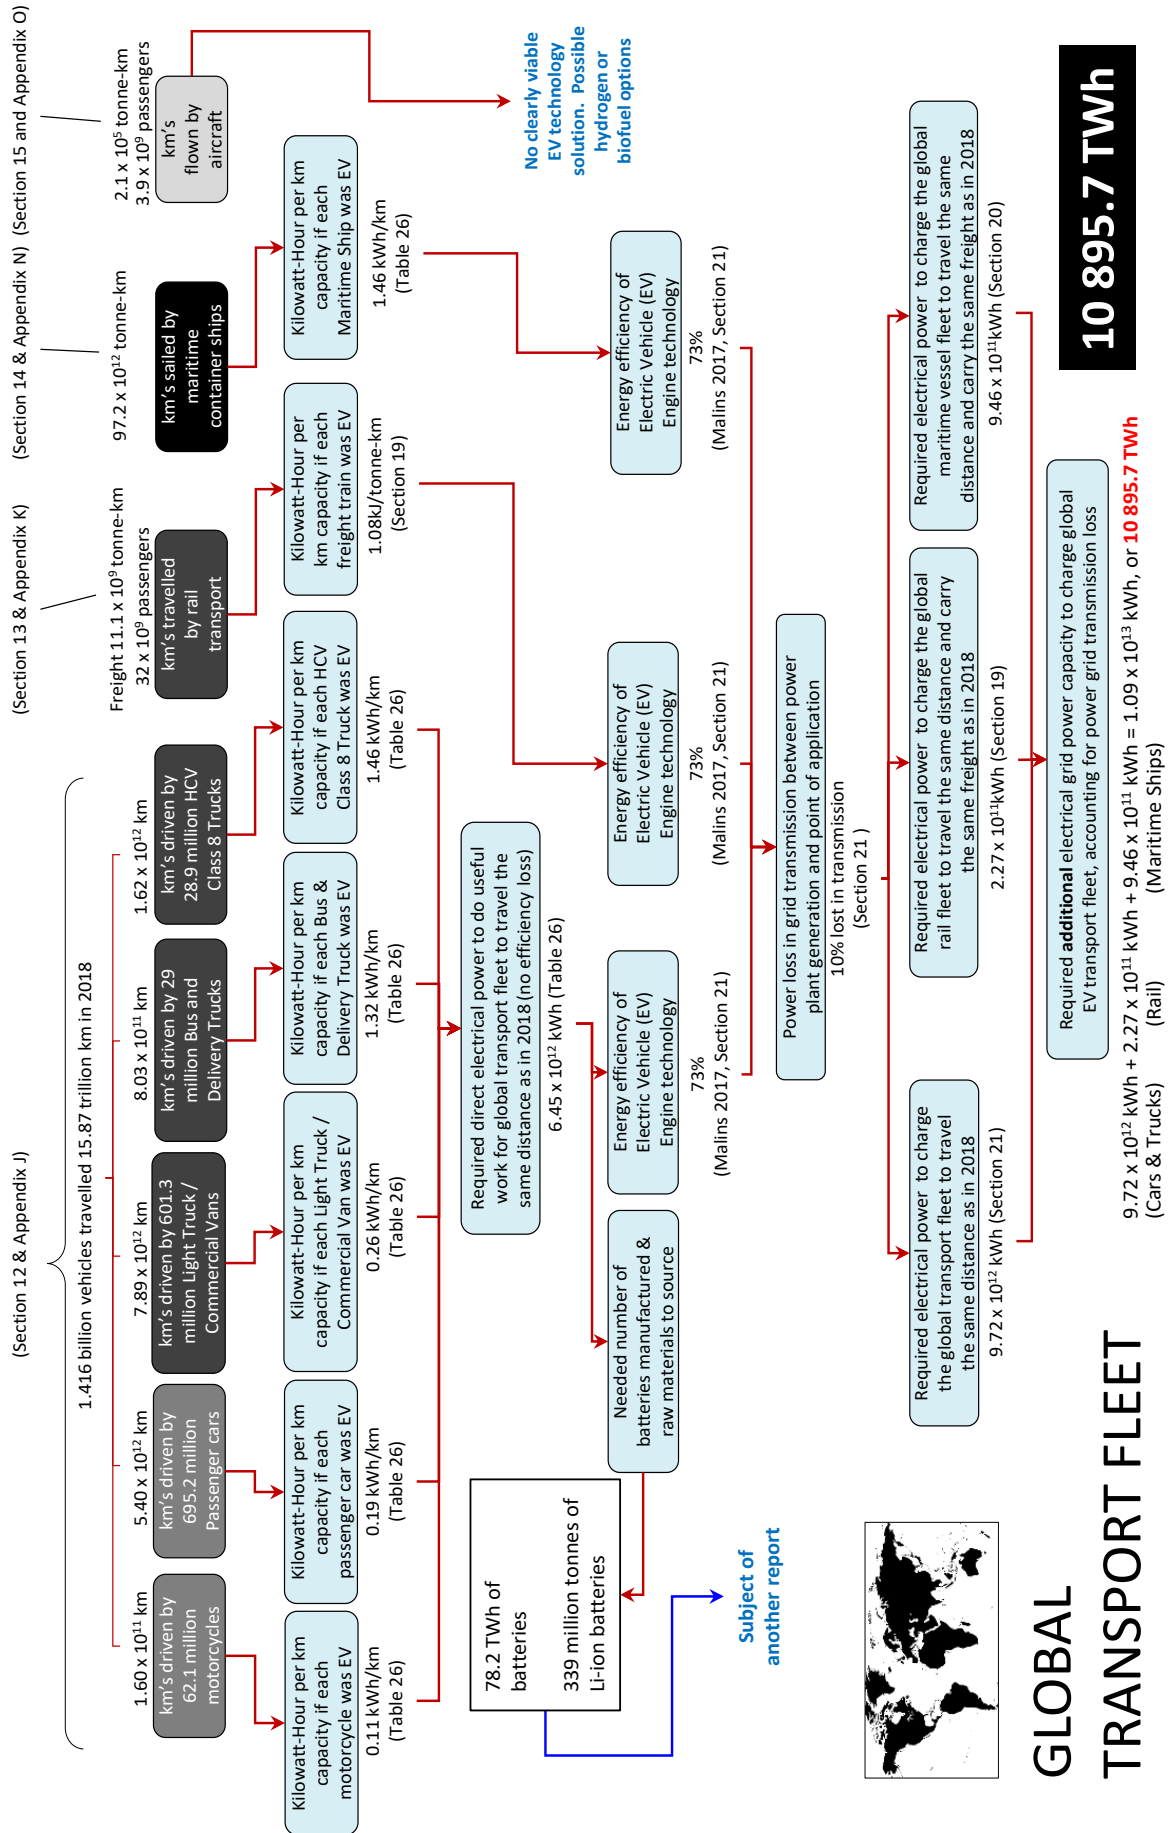 (Section 12 & Appendix J)
(Section 13 & Appendix K)
(Section 14 & Appendix N)
(Section 15 and Appendix O)
1.416 billion vehicles travelled 15.87 trillion km in 2018
1.60 x 10¹¹ km
km's driven by
62.1 million
motorcycles
5.40 x 10¹² km
km's driven by
695.2 million
Passenger cars
7.89 x 10¹² km
km's driven by 601.3
million Light Truck /
Commercial Vans
8.03 x 10¹¹ km
km's driven by 29
million Bus and
Delivery Trucks
1.62 x 10¹² km
km's driven by
28.9 million HCV
Class 8 Trucks
Freight 11.1 x 10⁹ tonne-km
32 x 10⁹ passengers
km's travelled
by rail
transport
97.2 x 10¹² tonne-km
km's sailed by
maritime
container ships
2.1 x 10⁵ tonne-km
3.9 x 10⁹ passengers
km's
flown by
aircraft
Kilowatt-Hour per km
capacity if each
motorcycle was EV
0.11 kWh/km
(Table 26)
Kilowatt-Hour per km
capacity if each
passenger car was EV
0.19 kWh/km
(Table 26)
Kilowatt-Hour per km
capacity if each Light Truck /
Commercial Van was EV
0.26 kWh/km
(Table 26)
Kilowatt-Hour per km
capacity if each Bus &
Delivery Truck was EV
1.32 kWh/km
(Table 26)
Kilowatt-Hour per km
capacity if each HCV
Class 8 Truck was EV
1.46 kWh/km
(Table 26)
Kilowatt-Hour per
km capacity if each
freight train was EV
1.08kJ/tonne-km
(Section 19)
Kilowatt-Hour per km
capacity if each
Maritime Ship was EV
1.46 kWh/km
(Table 26)
No clearly viable
EV technology
solution. Possible
hydrogen or
biofuel options
78.2 TWh of
batteries
339 million tonnes of
Li-ion batteries
Required direct electrical power to do useful
work for global transport fleet to travel the
same distance as in 2018 (no efficiency loss)
6.45 x 10¹² kWh (Table 26)
Needed number of
batteries manufactured &
raw materials to source
Energy efficiency of
Electric Vehicle (EV)
Engine technology
73%
(Malins 2017, Section 21)
Energy efficiency of
Electric Vehicle (EV)
Engine technology
73%
(Malins 2017, Section 21)
Energy efficiency of
Electric Vehicle (EV)
Engine technology
73%
(Malins 2017, Section 21)
Subject of
another report
Power loss in grid transmission between power
plant generation and point of application
10% lost in transmission
(Section 21 )
Required electrical power to charge
the global transport fleet to travel
the same distance as in 2018
9.72 x 10¹² kWh (Section 21)
Required electrical power to charge the global
rail fleet to travel the same distance and carry
the same freight as in 2018
2.27 x 10¹¹kWh (Section 19)
Required electrical power to charge the global
maritime vessel fleet to travel the same
distance and carry the same freight as in 2018
9.46 x 10¹¹kWh (Section 20)
Required additional electrical grid power capacity to charge global
EV transport fleet, accounting for power grid transmission loss
9.72 x 10¹² kWh + 2.27 x 10¹¹ kWh + 9.46 x 10¹¹ kWh = 1.09 x 10¹³ kWh, or 10 895.7 TWh
(Cars & Trucks) (Rail) (Maritime Ships)
GLOBAL
TRANSPORT FLEET
10 895.7 TWh